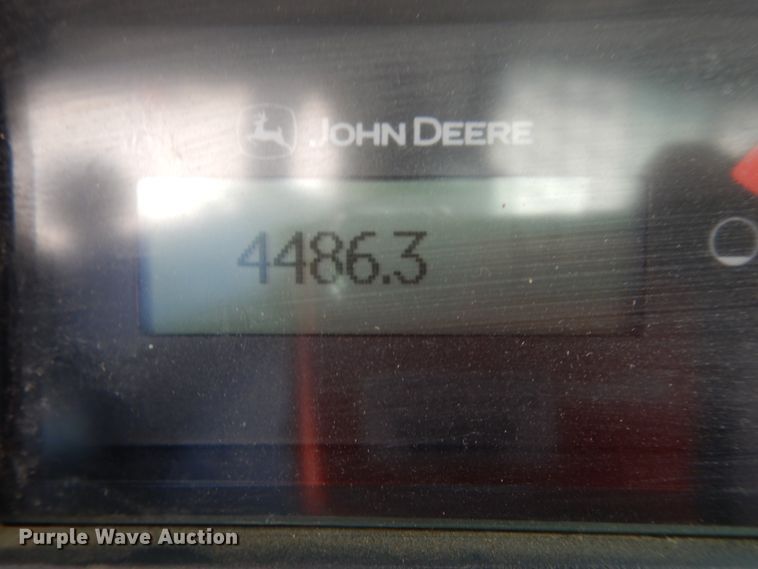 JOHN DEERE
4486.3
Purple Wave Auction